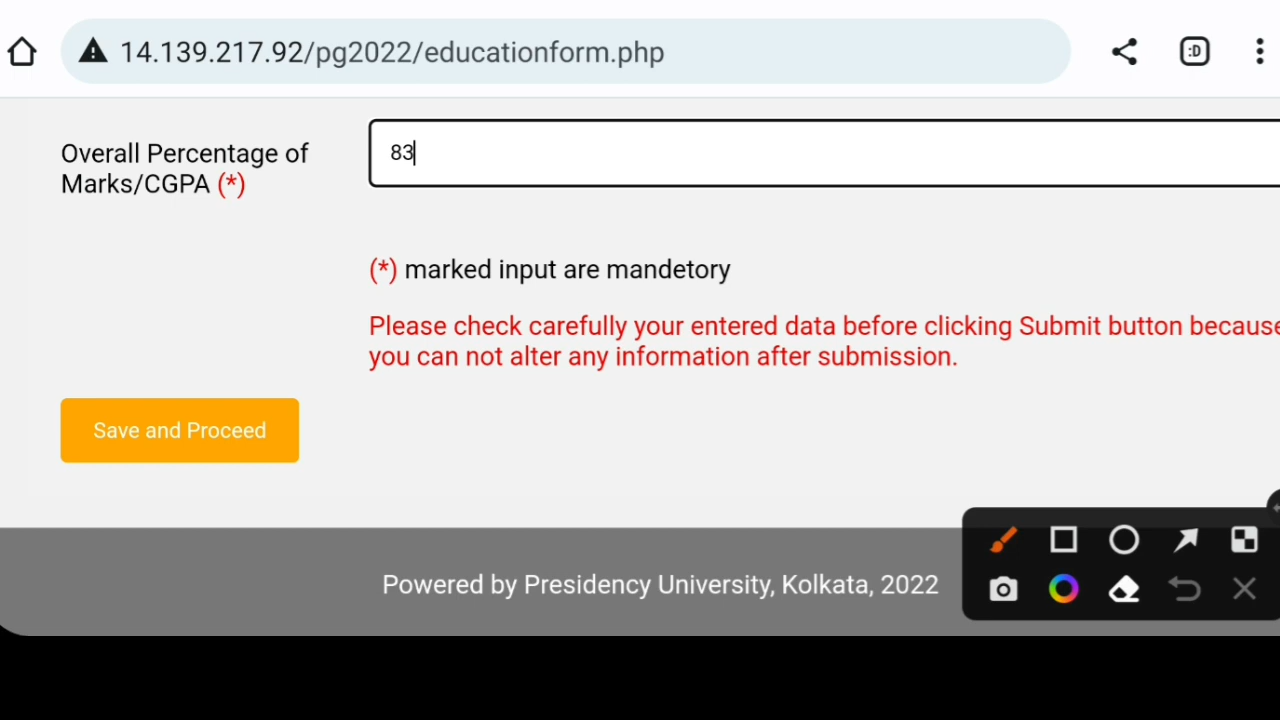 14.139.217.92/pg2022/educationform.php
:D
Overall Percentage of
Marks/CGPA (*)
83
(*) marked input are mandetory
Please check carefully your entered data before clicking Submit button because
you can not alter any information after submission.
Save and Proceed
Powered by Presidency University, Kolkata, 2022